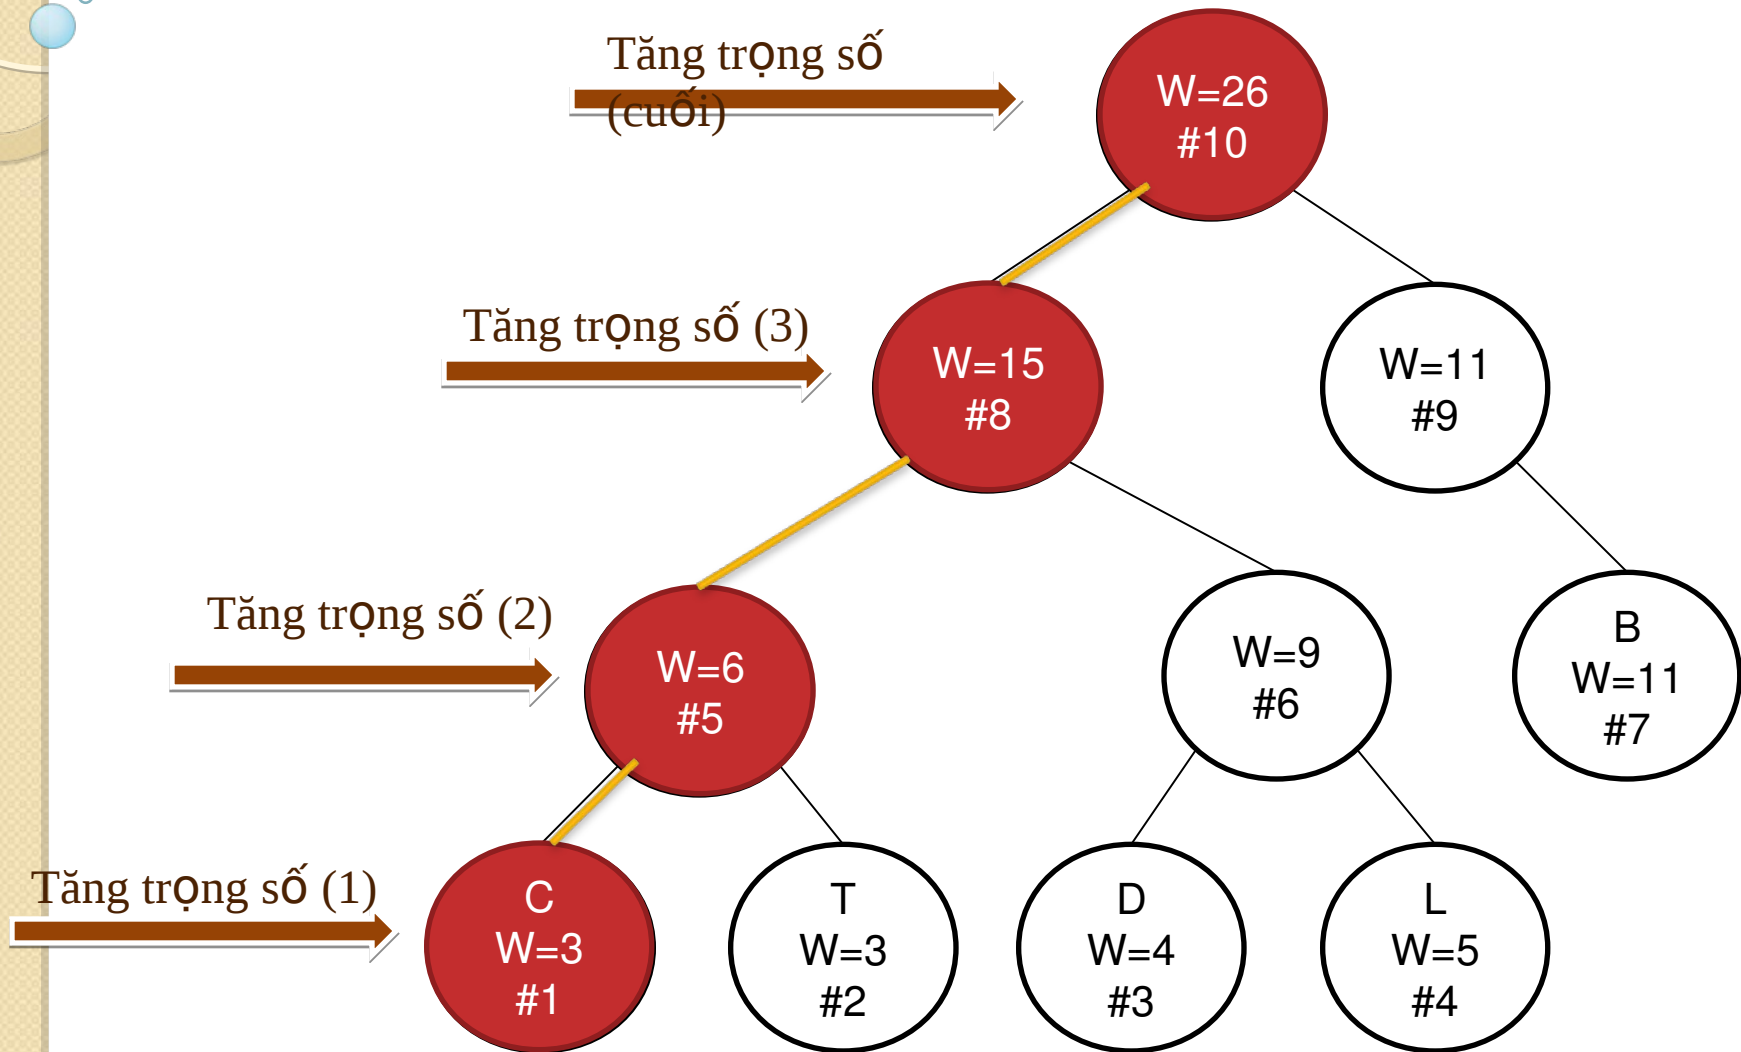 Tăng trọng số
(cuối)
W=26
#10
Tăng trọng số (3)
W=15
#8
W=11
#9
Tăng trọng số (2)
W=6
#5
W=9
#6
B
W=11
#7
Tăng trọng số (1)
C
W=3
#1
T
W=3
#2
D
W=4
#3
L
W=5
#4